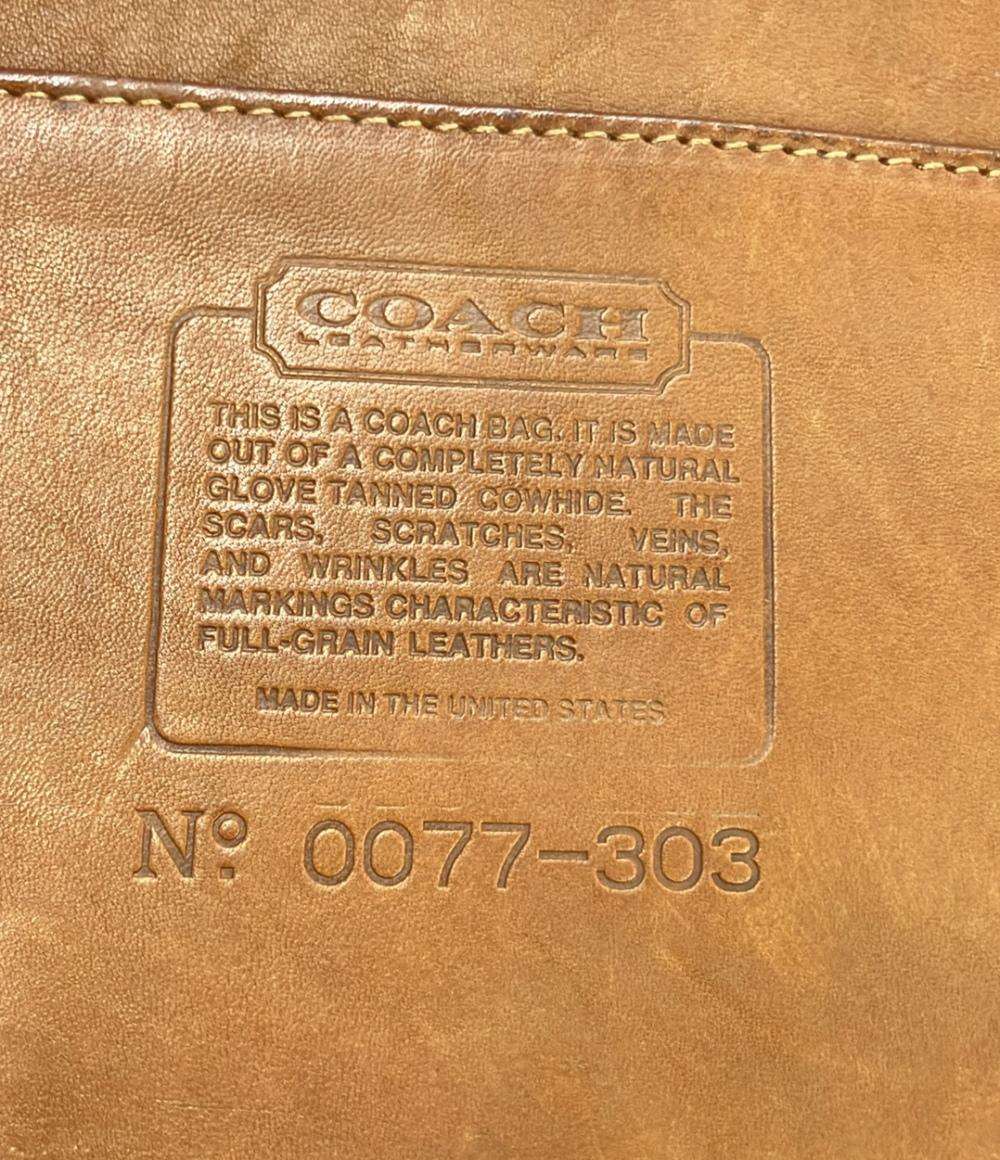 COACH
LEATHERWARE
THIS IS A COACH BAG. IT IS MADE
OUT OF A COMPLETELY NATURAL
GLOVE TANNED COWHIDE. THE
SCARS, SCRATCHES, VEINS,
AND WRINKLES ARE NATURAL
MARKINGS CHARACTERISTIC OF
FULL-GRAIN LEATHERS.
MADE IN THE UNITED STATES
Nº. 0077-303